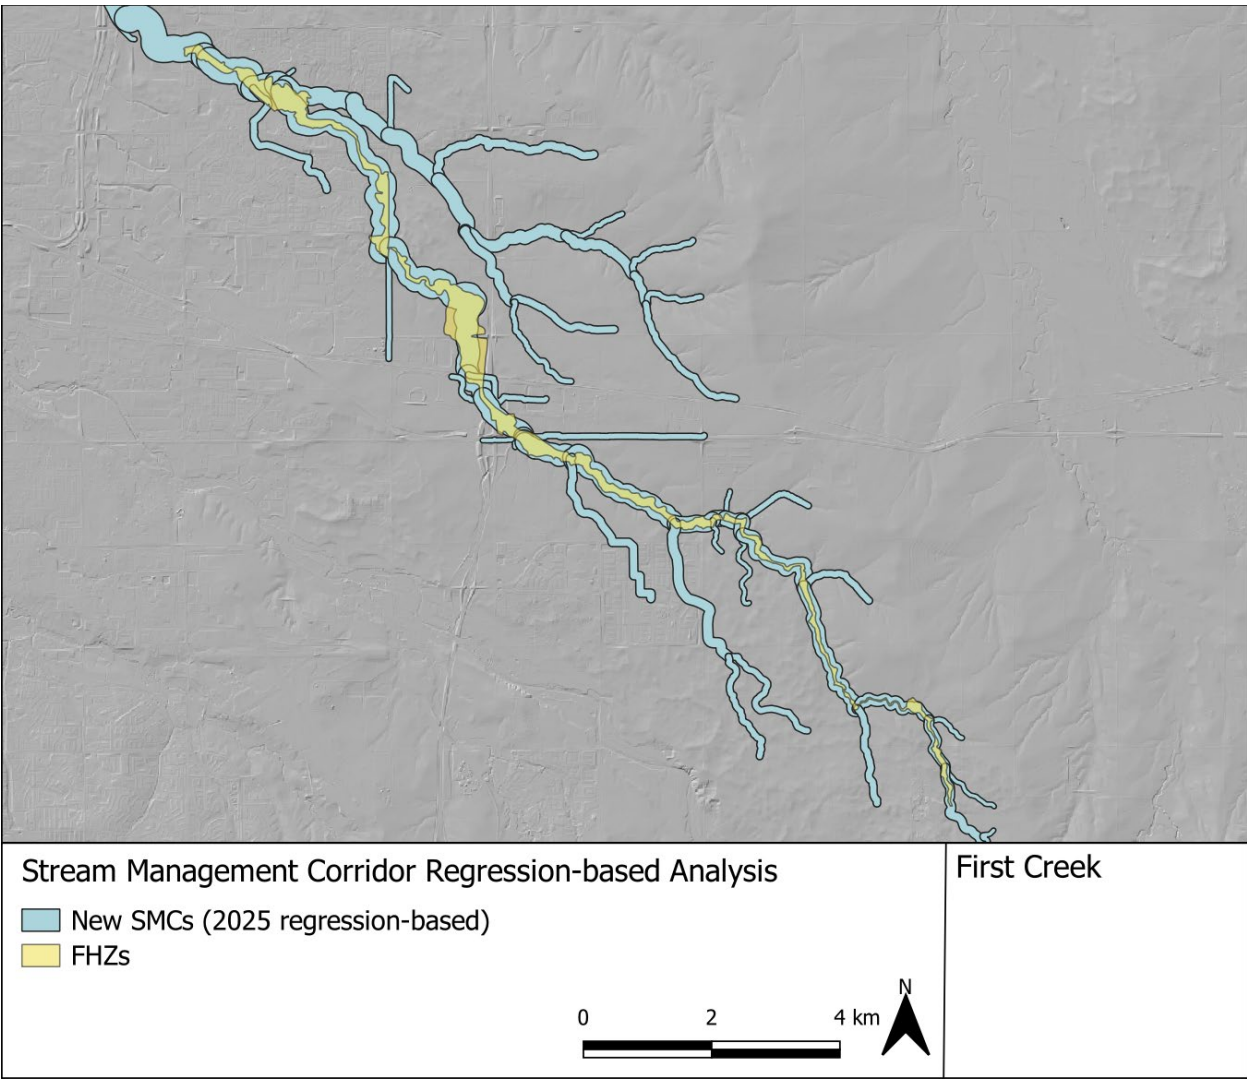 Stream Management Corridor Regression-based Analysis
New SMCs (2025 regression-based)
FHZs
0 2 4 km
N
First Creek